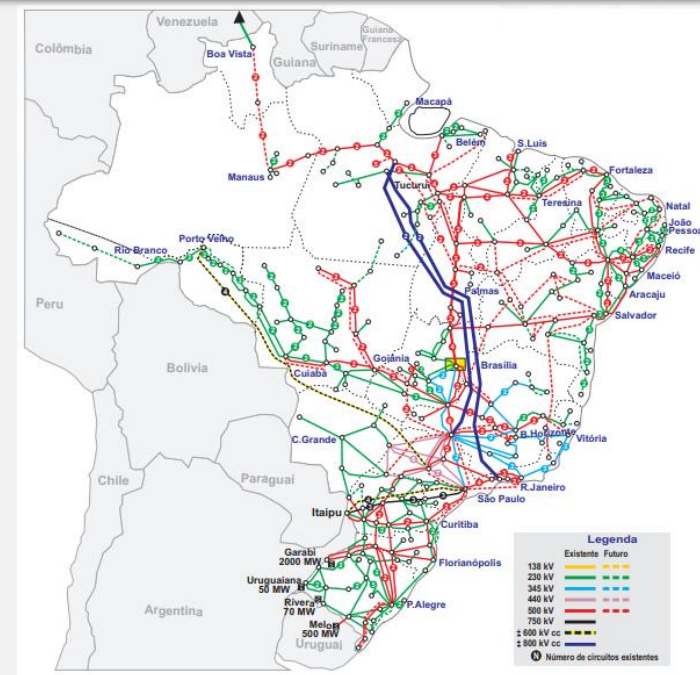 Venezuela
Colômbia
Boa Vista
Guiana
Suriname
Guiana
Francesa
Macapá
Belém
S.Luis
Fortaleza
Manaus
Tucuruí
Teresina
Natal
João
Pessoa
Recife
Maceió
Aracaju
Salvador
Porto Velho
Rio Branco
Peru
Palmas
Bolívia
Goiânia
Brasília
Cuiabá
C.Grande
B.Horizonte
Vitória
Chile
Paraguai
R.Janeiro
São Paulo
Itaipu
Curitiba
Garabi
2000 MW
Florianópolis
Uruguaiana
50 MW
Rivera
70 MW
P.Alegre
Melo
500 MW
Argentina
Uruguai
Legenda
Existente Futuro
138 kV
230 kV
345 kV
440 kV
500 kV
750 kV
± 600 kV cc
± 800 kV cc
N Número de circuitos existentes